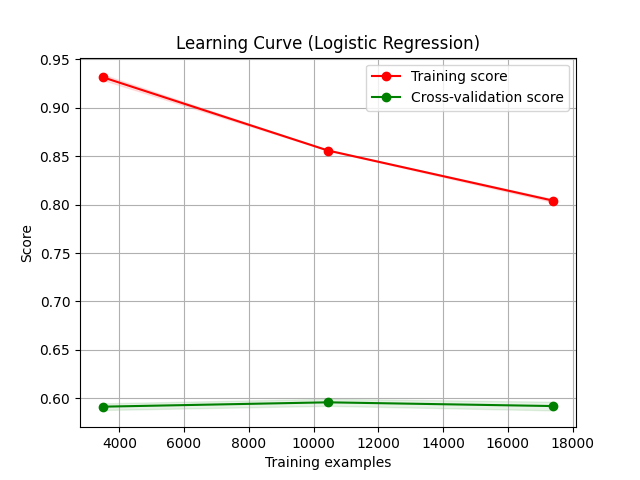 Learning Curve (Logistic Regression)
Training score
Cross-validation score
Score
0.95
0.90
0.85
0.80
0.75
0.70
0.65
0.60
4000 6000 8000 10000 12000 14000 16000 18000
Training examples